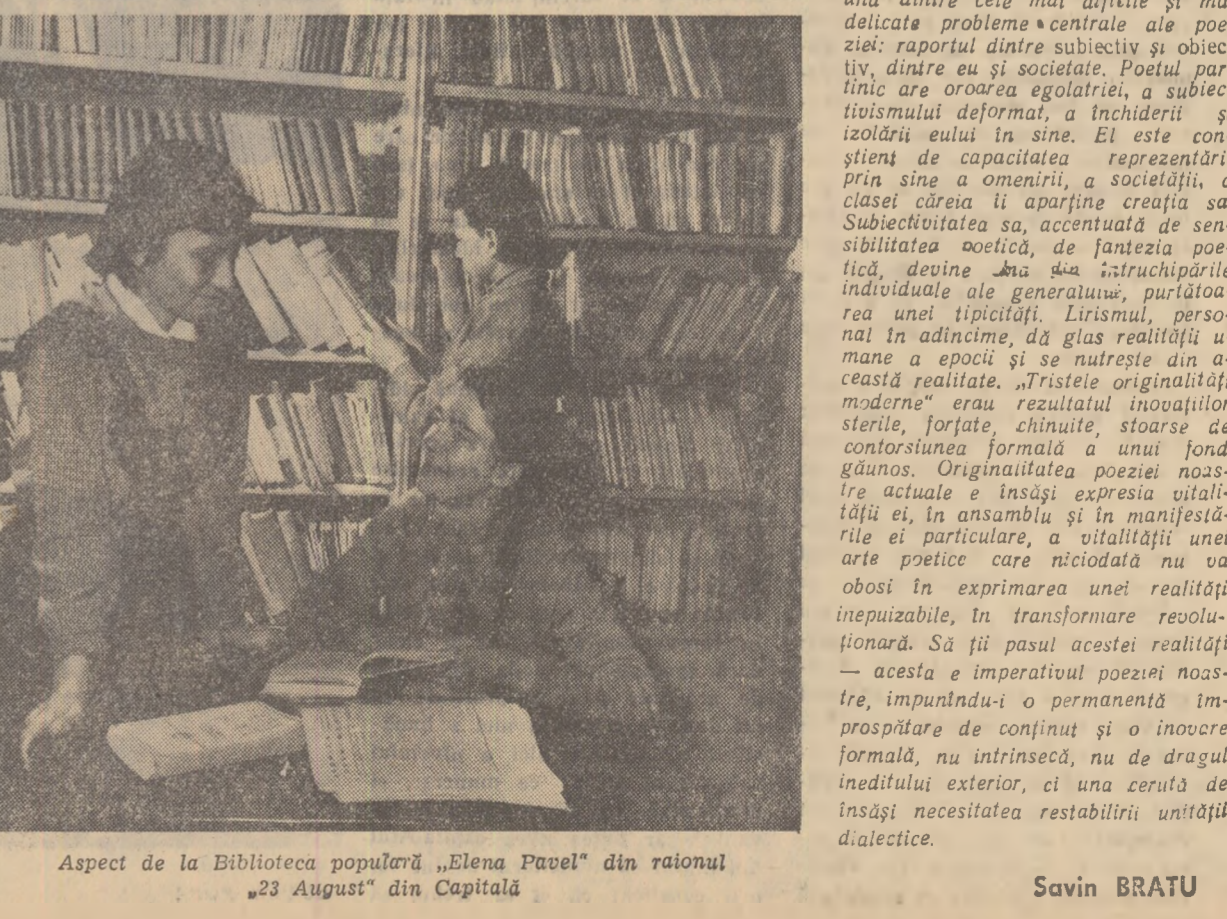 una dintre cele mai dificile și
delicate probleme centrale ale poe
ziei: raportul dintre subiectiv și obiec
tiv, dintre eu și societate. Poetul par
tinic are oroarea egolatriei, a subiec
tivismului deformat, a închiderii ș
izolării eului în sine. El este con
știent de capacitatea reprezentări
prin sine a omenirii, a societății,
clasei căreia îi aparține creația sa
Subiectivitatea sa, accentuată de sen-
sibilitatea poetică, de fantezia poe-
tică, devine una din întruchipările
individuale ale generalului, purtătoa
rea unei tipicități. Lirismul, perso-
nal în adîncime, dă glas realității u-
mane a epocii și se nutrește din a-
ceastă realitate. „Tristele originalităț
moderne“ erau rezultatul inovațiilor
sterile, forțate, chinuite, stoarse de
contorsiunea formală a unui fond
găunos. Originalitatea poeziei noas-
tre actuale e însăși expresia vitali-
tății ei, în ansamblu și în manifestă-
rile ei particulare, a vitalității unei
arte poetice care niciodată nu va
obosi în exprimarea unei realități
inepuizabile, în transformare revolu-
ționară. Să ții pasul acestei realități
— acesta e imperativul poeziei noas-
tre, impunîndu-i o permanentă îm-
prospătare de conținut și o inovare
formală, nu intrinsecă, nu de dragul
ineditului exterior, ci una cerută de
însăși necesitatea restabilirii unității
dialectice.
Savin BRATU
Aspect de la Biblioteca populară „Elena Pavel“ din raionul
„23 August“ din Capitală